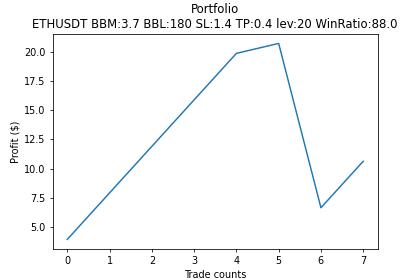 Portfolio
ETHUSDT BBM:3.7 BBL:180 SL:1.4 TP:0.4 lev:20 WinRatio:88.0
20.0
17.5
15.0
12.5
10.0
7.5
5.0
Profit ($)
0 1 2 3 4 5 6 7
Trade counts